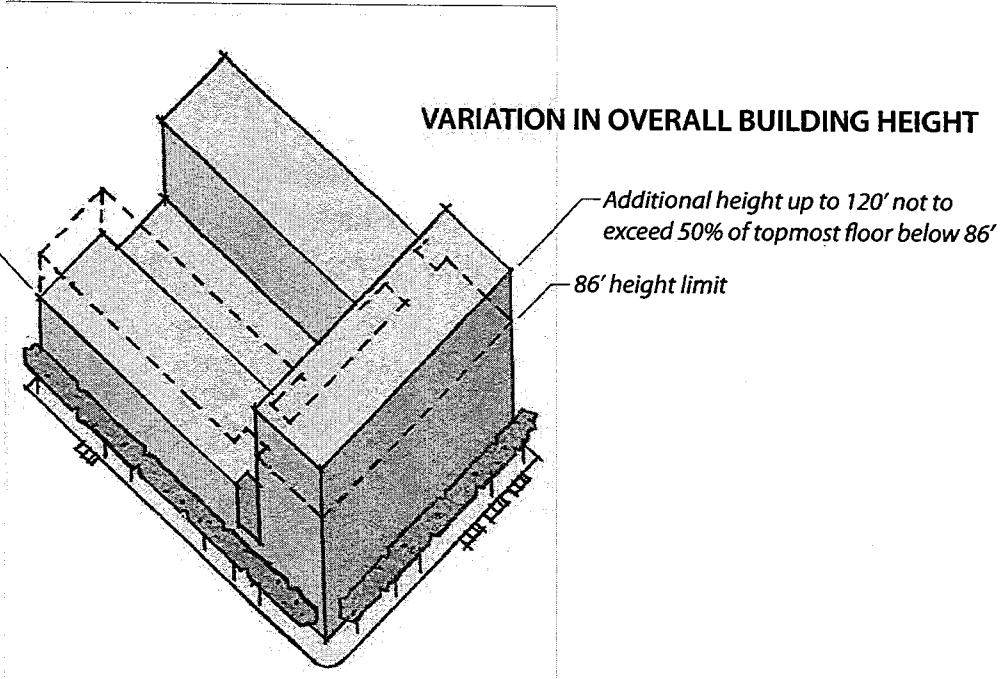 VARIATION IN OVERALL BUILDING HEIGHT
Additional height up to 120′ not to
exceed 50% of topmost floor below 86′
86′ height limit